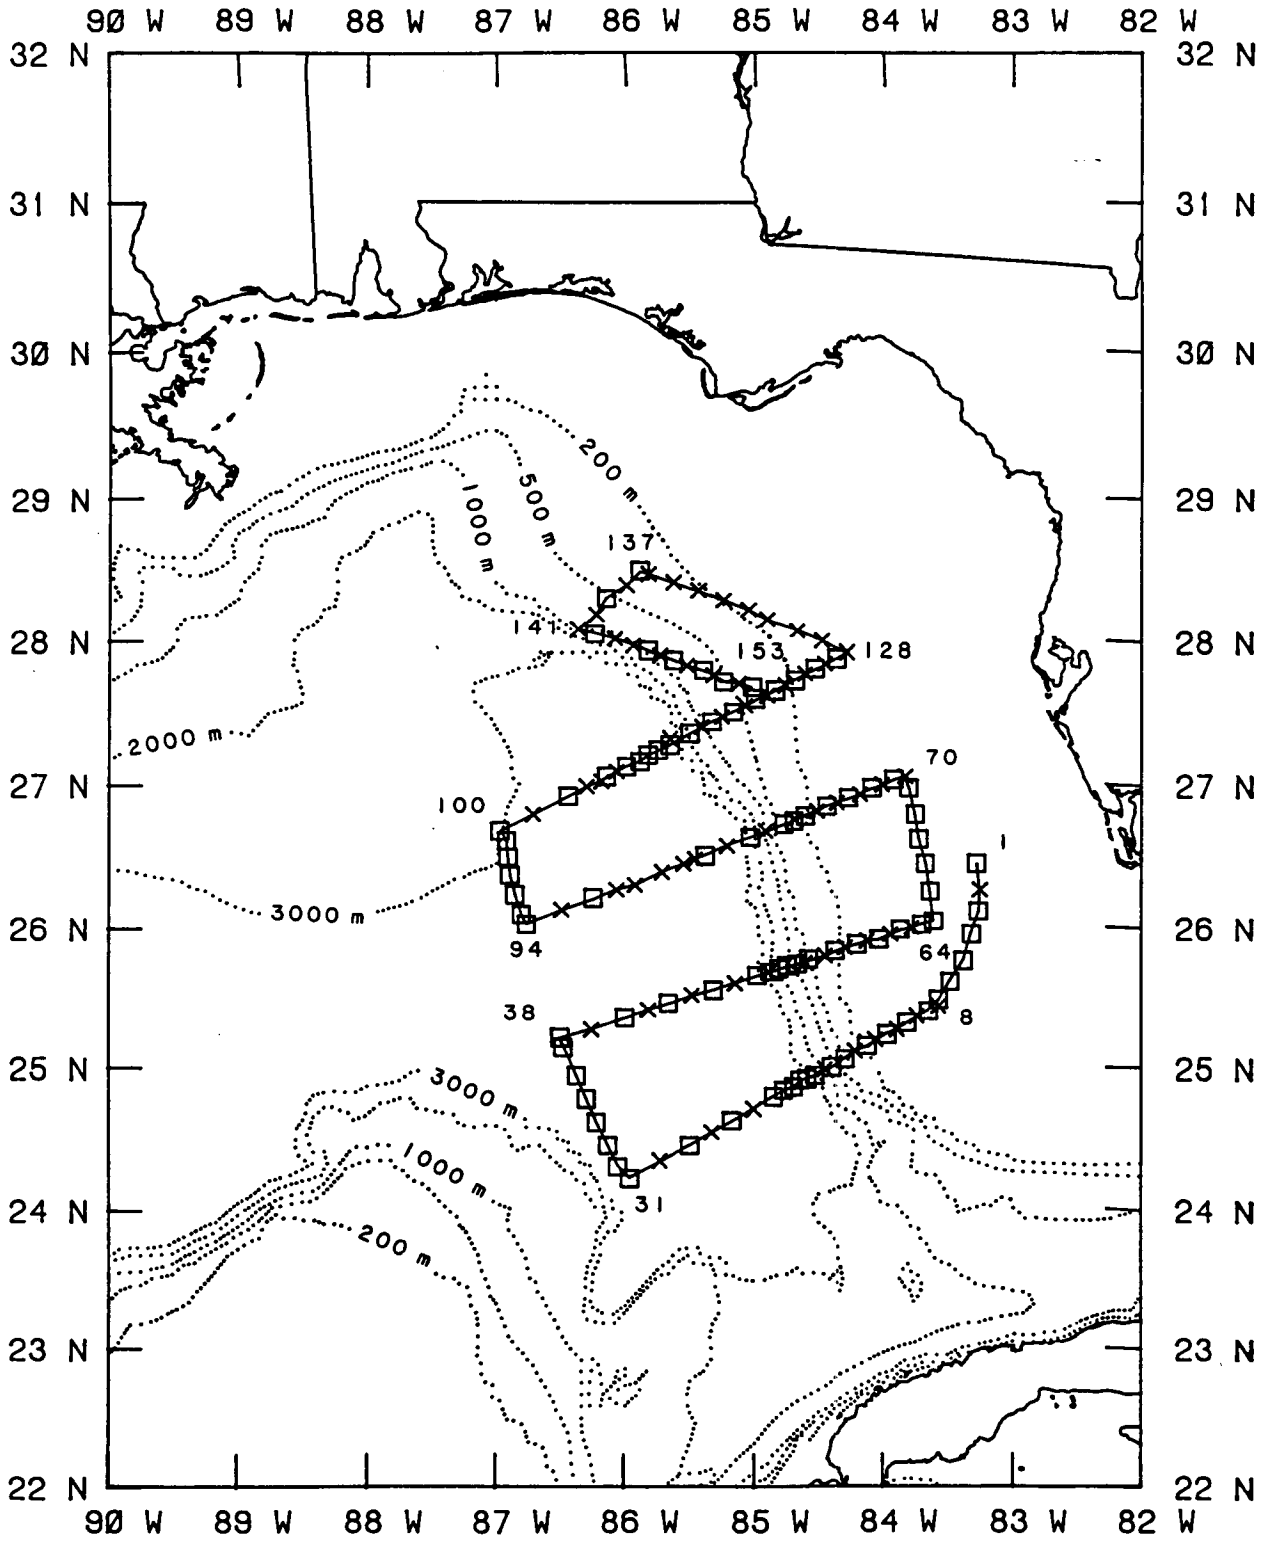 90 W 89 W 88 W 87 W 86 W 85 W 84 W 83 W 82 W
32 N 32 N
31 N 31 N
30 N 30 N
200 m
500 m
29 N 29 N
1000 m
137
141 153 128
28 N 28 N
2000 m
70
27 N 27 N
100
1
3000 m
26 N 26 N
94 64
38 8
25 N 25 N
3000 m
1000 m
31
24 N 24 N
200 m
23 N 23 N
22 N 22 N
90 W 89 W 88 W 87 W 86 W 85 W 84 W 83 W 82 W